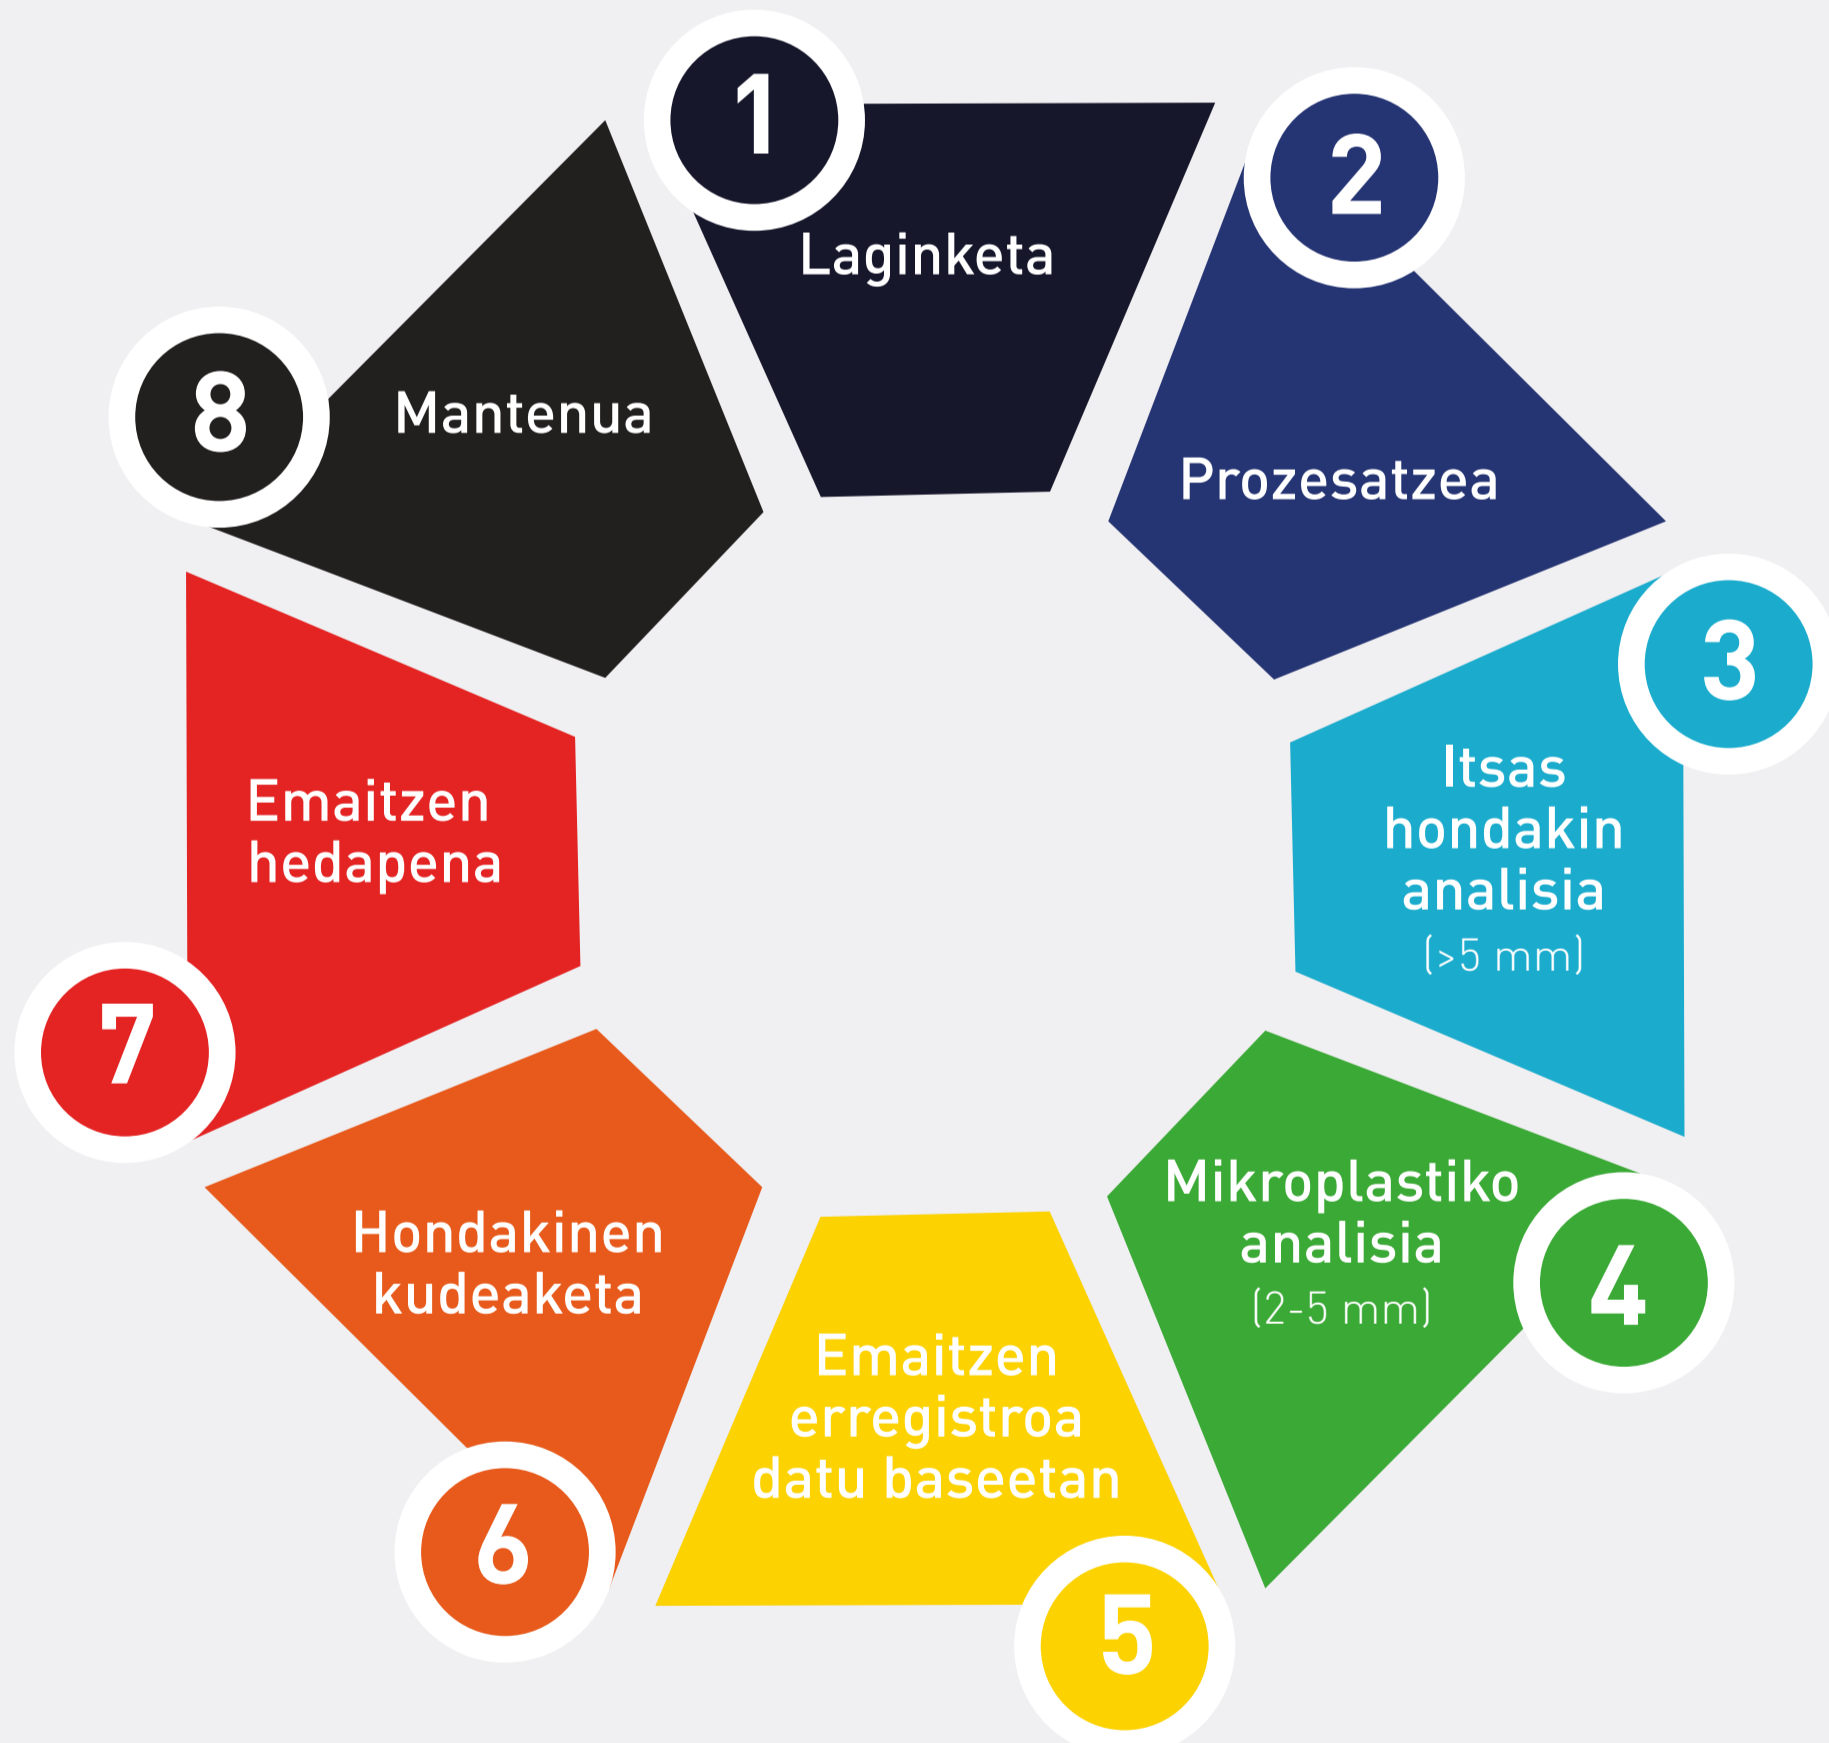 1
Laginketa
2
Prozesatzea
3
Itsas
hondakin
analisia
(>5 mm)
4
Mikroplastiko
analisia
(2-5 mm)
5
Emaitzen
erregistroa
datu baseetan
6
Hondakinen
kudeaketa
7
Emaitzen
hedapena
8
Mantenua